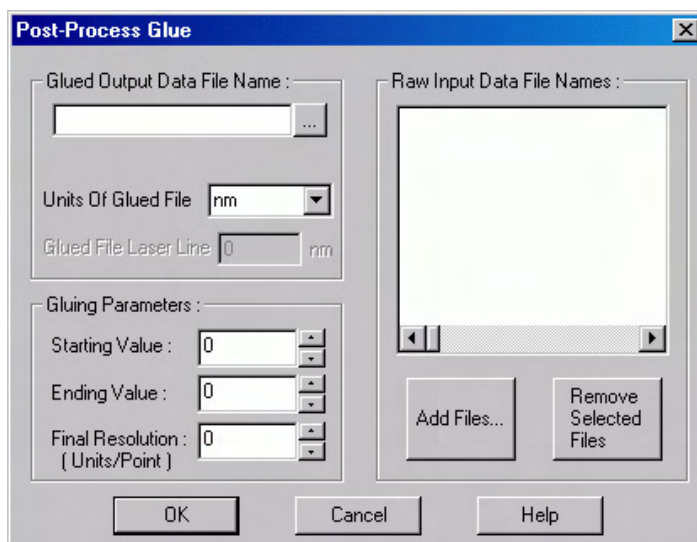 Post-Process Glue
Glued Output Data File Name :
...
Units Of Glued File nm
Glued File Laser Line 0 nm
Gluing Parameters :
Starting Value : 0
Ending Value : 0
Final Resolution : 0
( Units/Point )
Raw Input Data File Names :
Add Files...
Remove
Selected
Files
OK
Cancel
Help